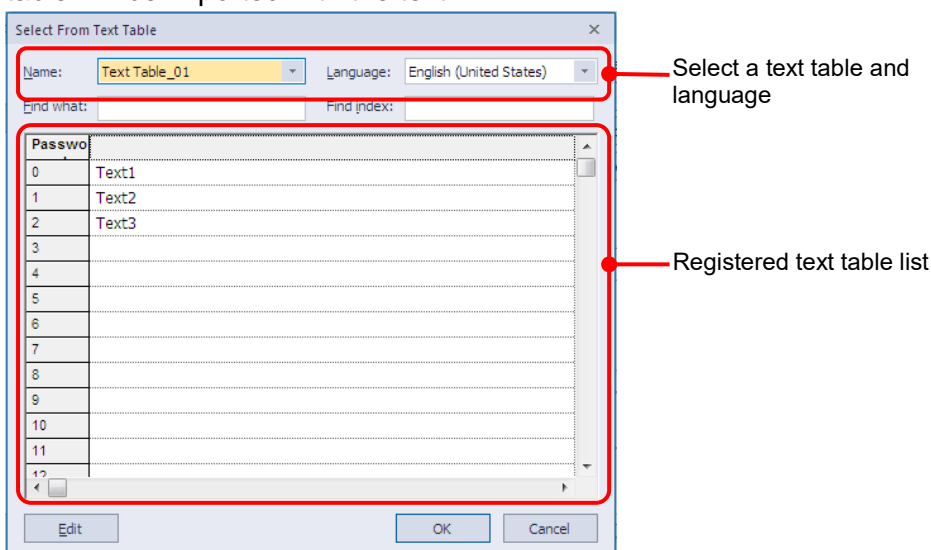 Select From Text Table
Name: Text Table_01 Language: English (United States)
Select a text table and
language
Find what: Find index:
Passwo
0 Text1
1 Text2
2 Text3
3
Registered text table list
4
5
6
7
8
9
10
11
12
Edit OK Cancel